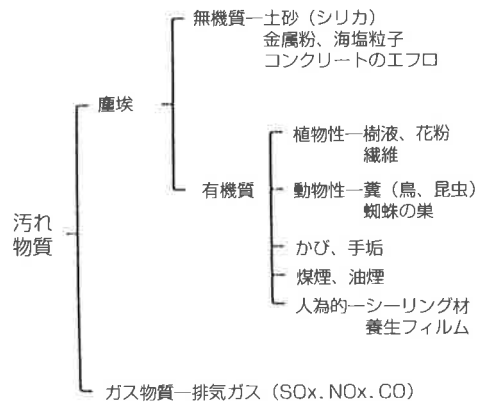 無機質―土砂（シリカ）
金属粉、海塩粒子
コンクリートのエフロ
塵埃
植物性―樹液、花粉
繊維
有機質
動物性―糞（鳥、昆虫）
蜘蛛の巣
汚れ
物質
かび、手垢
煤煙、油煙
人為的―シーリング材
養生フィルム
ガス物質―排気ガス（SOx. NOx. CO）